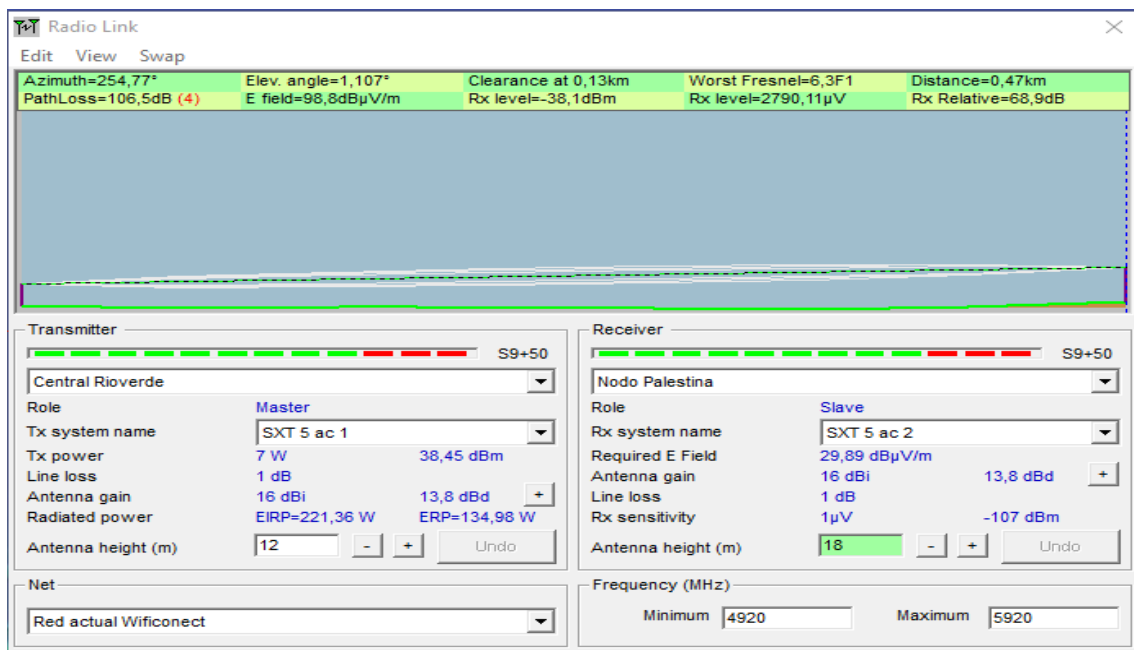 Radio Link
Edit View Swap
Azimuth=254,77° Elev. angle=1,107° Clearance at 0,13km Worst Fresnel=6,3F1 Distance=0,47km
PathLoss=106,5dB (4) E field=98,8dBµV/m Rx level=-38,1dBm Rx level=2790,11µV Rx Relative=68,9dB
Transmitter
S9+50
Central Rioverde
Role Master
Tx system name SXT 5 ac 1
Tx power 7 W 38,45 dBm
Line loss 1 dB
Antenna gain 16 dBi 13,8 dBd +
Radiated power EIRP=221,36 W ERP=134,98 W
Antenna height (m) 12 - + Undo
Receiver
S9+50
Nodo Palestina
Role Slave
Rx system name SXT 5 ac 2
Required E Field 29,89 dBµV/m
Antenna gain 16 dBi 13,8 dBd +
Line loss 1 dB
Rx sensitivity 1µV -107 dBm
Antenna height (m) 18 - + Undo
Net
Red actual Wificonect
Frequency (MHz)
Minimum 4920 Maximum 5920